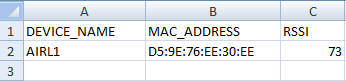 A B C
1 DEVICE_NAME MAC_ADDRESS RSSI
2 AIRL1 D5:9E:76:EE:30:EE 73
3